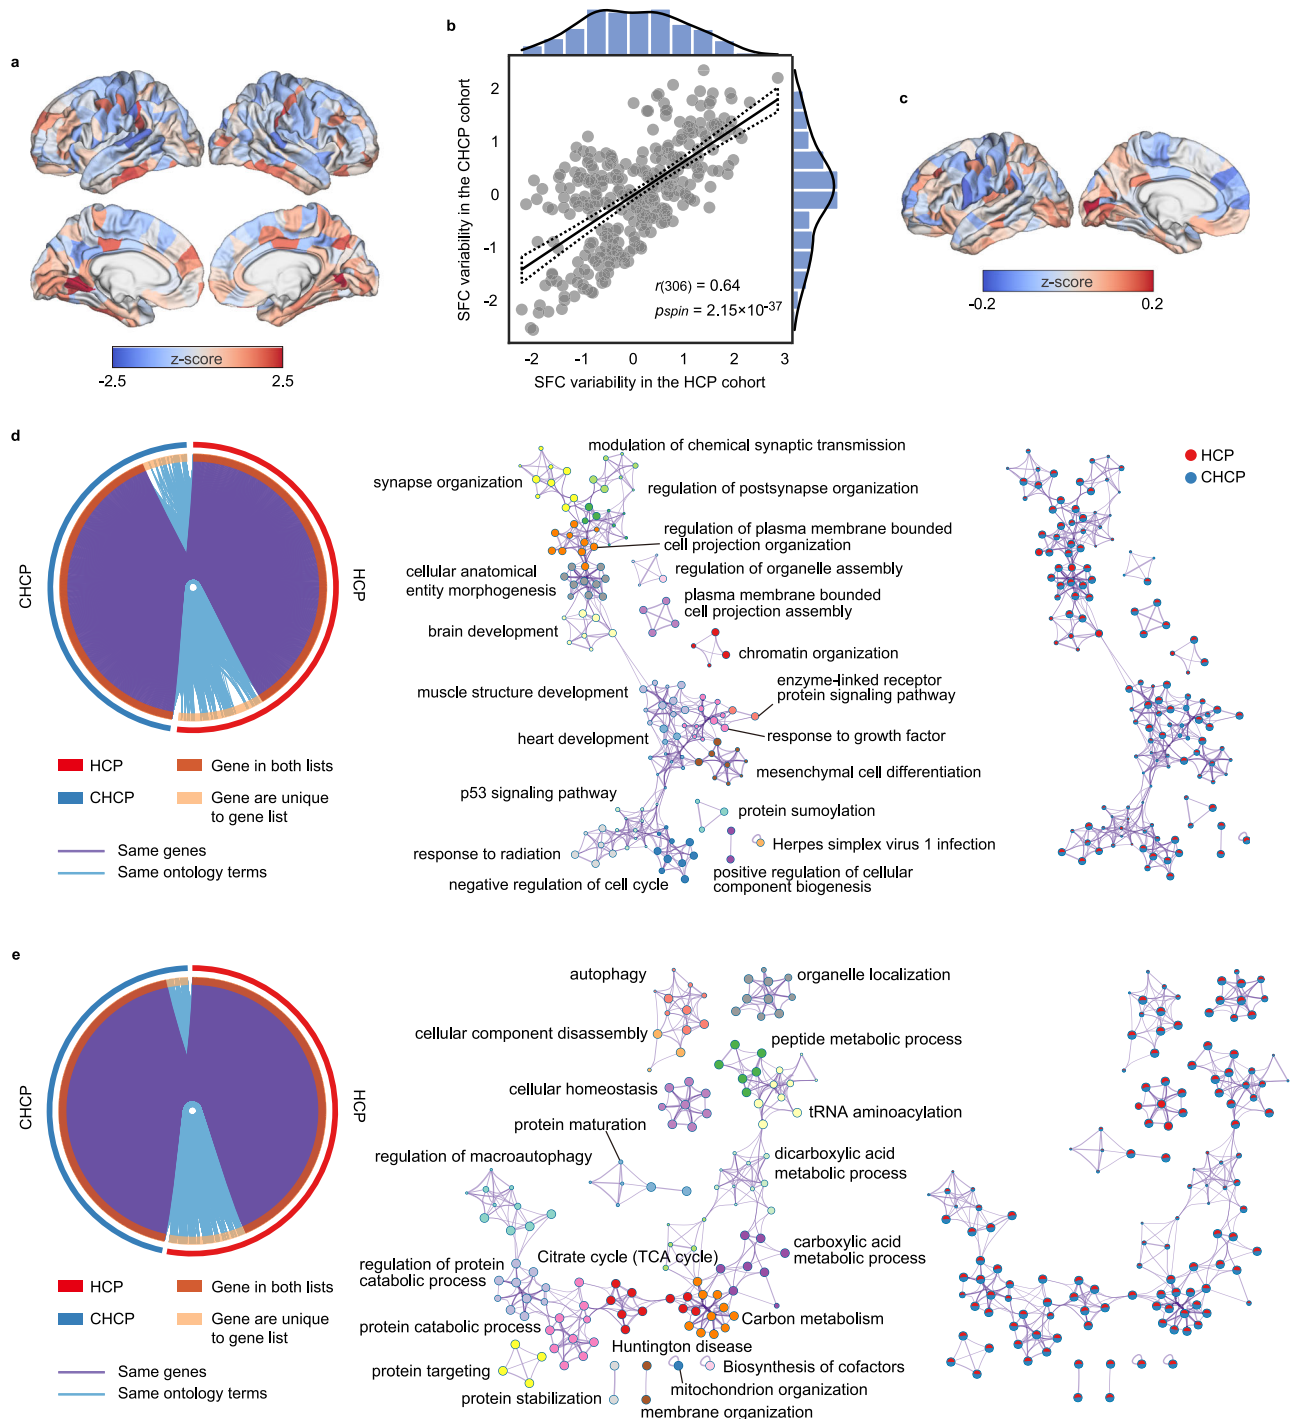 a
z-score
-2.5
2.5
b
SFC variability in the CHCP cohort
2
1
0
-1
-2
r(306) = 0.64
pspin = 2.15×10-37
-2
-1
0
1
2
3
SFC variability in the HCP cohort
c
z-score
-0.2
0.2
d
CHCP
HCP
HCP
Gene in both lists
CHCP
Gene are unique
to gene list
Same genes
Same ontology terms
modulation of chemical synaptic transmission
synapse organization
regulation of postsynapse organization
regulation of plasma membrane bounded
cell projection organization
cellular anatomical
entity morphogenesis
regulation of organelle assembly
plasma membrane bounded
cell projection assembly
brain development
chromatin organization
muscle structure development
enzyme-linked receptor
protein signaling pathway
heart development
response to growth factor
mesenchymal cell differentiation
p53 signaling pathway
protein sumoylation
Herpes simplex virus 1 infection
response to radiation
negative regulation of cell cycle
positive regulation of cellular
component biogenesis
HCP
CHCP
e
CHCP
HCP
HCP
Gene in both lists
CHCP
Gene are unique
to gene list
Same genes
Same ontology terms
autophagy
organelle localization
cellular component disassembly
peptide metabolic process
cellular homeostasis
tRNA aminoacylation
protein maturation
regulation of macroautophagy
dicarboxylic acid
metabolic process
Citrate cycle (TCA cycle)
carboxylic acid
metabolic process
regulation of protein
catabolic process
protein catabolic process
Carbon metabolism
Huntington disease
protein targeting
Biosynthesis of cofactors
mitochondrion organization
protein stabilization
membrane organization